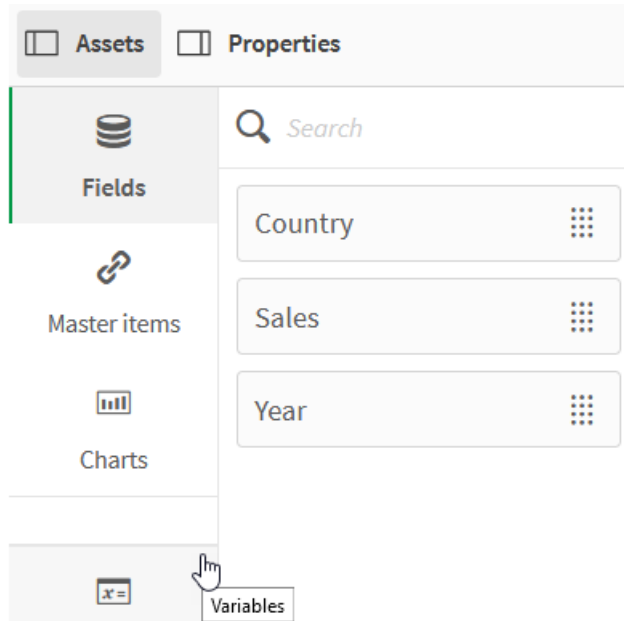 Assets Properties
Fields
Search
Country
Sales
Year
Master items
Charts
x=
Variables